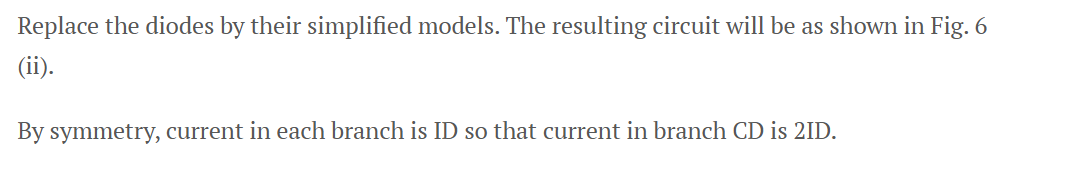 Replace the diodes by their simplified models. The resulting circuit will be as shown in Fig. 6
(ii).
By symmetry, current in each branch is ID so that current in branch CD is 2ID.